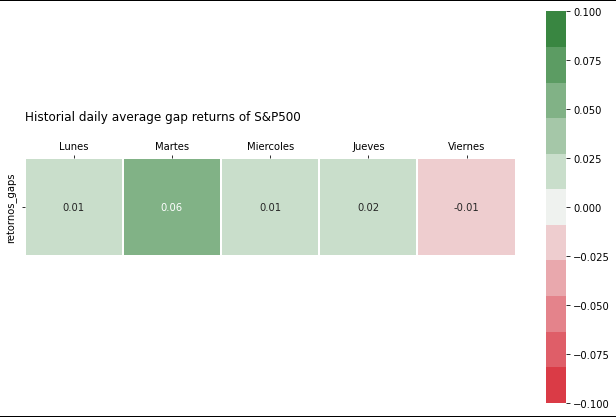 Historial daily average gap returns of S&P500
Lunes Martes Miercoles Jueves Viernes
retornos_gaps
0.01 0.06 0.01 0.02 -0.01
0.100
0.075
0.050
0.025
0.000
−0.025
−0.050
−0.075
−0.100